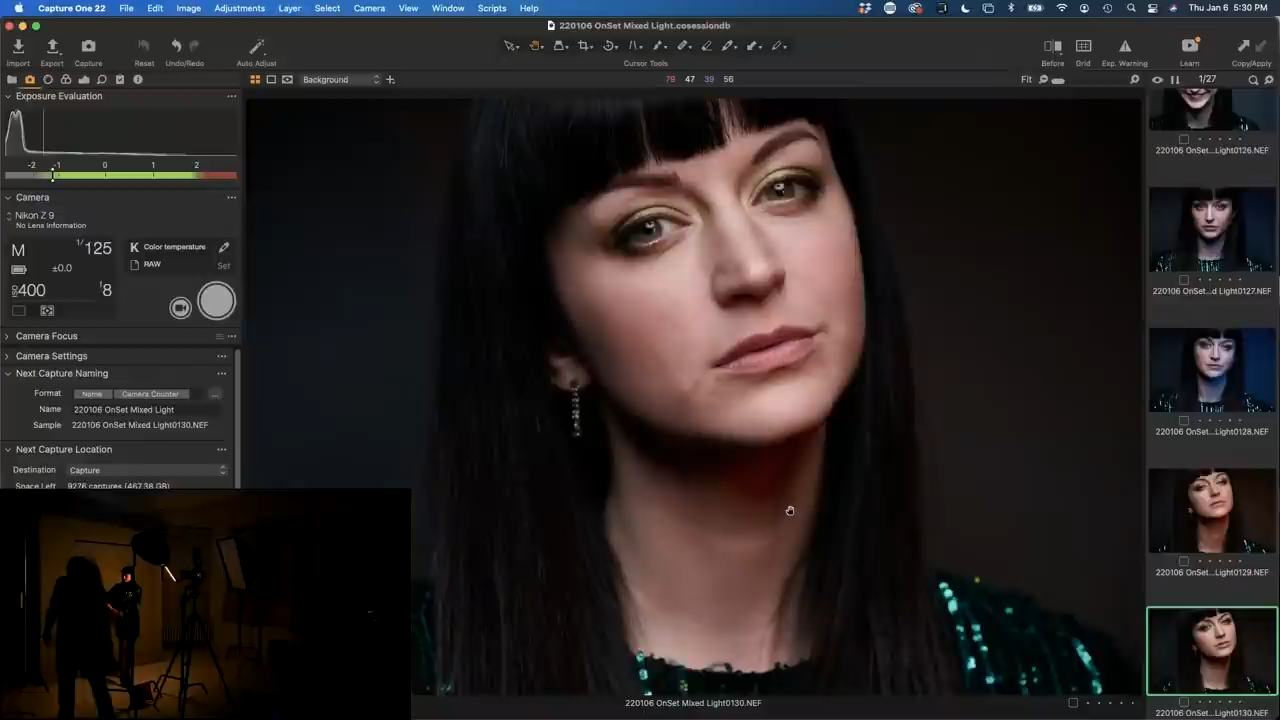 Capture One 22 File Edit Image Adjustments Layer Select Camera View Window Scripts Help Thu Jan 6 5:30 PM
220106 OnSet Mixed Light.cosessiondb
Import Export Capture Reset Undo/Redo Auto Adjust Cursor Tools Before Grid Exp. Warning Learn Copy/Apply
Background 79 47 39 56 Fit 1/27
Exposure Evaluation
-2 -1 0 1 2
Camera
Nikon Z 9
No Lens Information
M 1/125 K Color temperature
RAW Set
±0.0
400 f8
Camera Focus
Camera Settings
Next Capture Naming
Format Name Camera Counter ...
Name 220106 OnSet Mixed Light
Sample 220106 OnSet Mixed Light0130.NEF
Next Capture Location
Destination Capture
Space Left 9276 captures (467.38 GB)
220106 OnSet Mixed Light0130.NEF
220106 OnSet...Light0126.NEF
220106 OnSet...d Light0127.NEF
220106 OnSet...Light0128.NEF
220106 OnSet...Light0129.NEF
220106 OnSet...Light0130.NEF